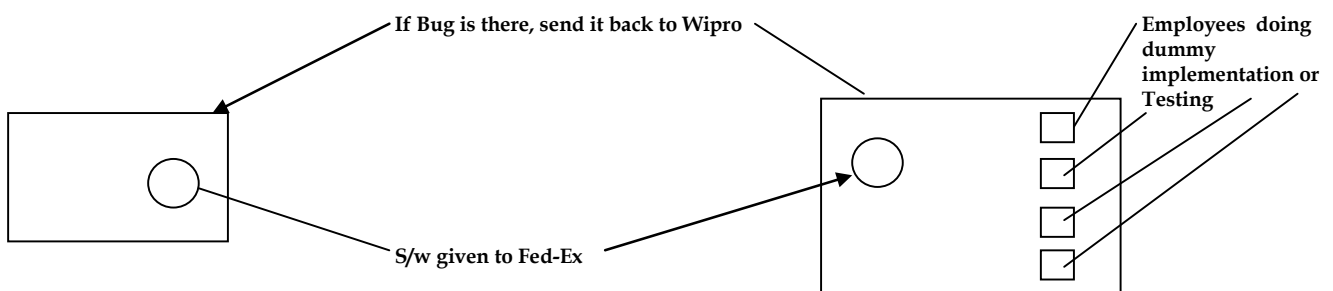 If Bug is there, send it back to Wipro
Employees doing
dummy
implementation or
Testing
S/w given to Fed-Ex